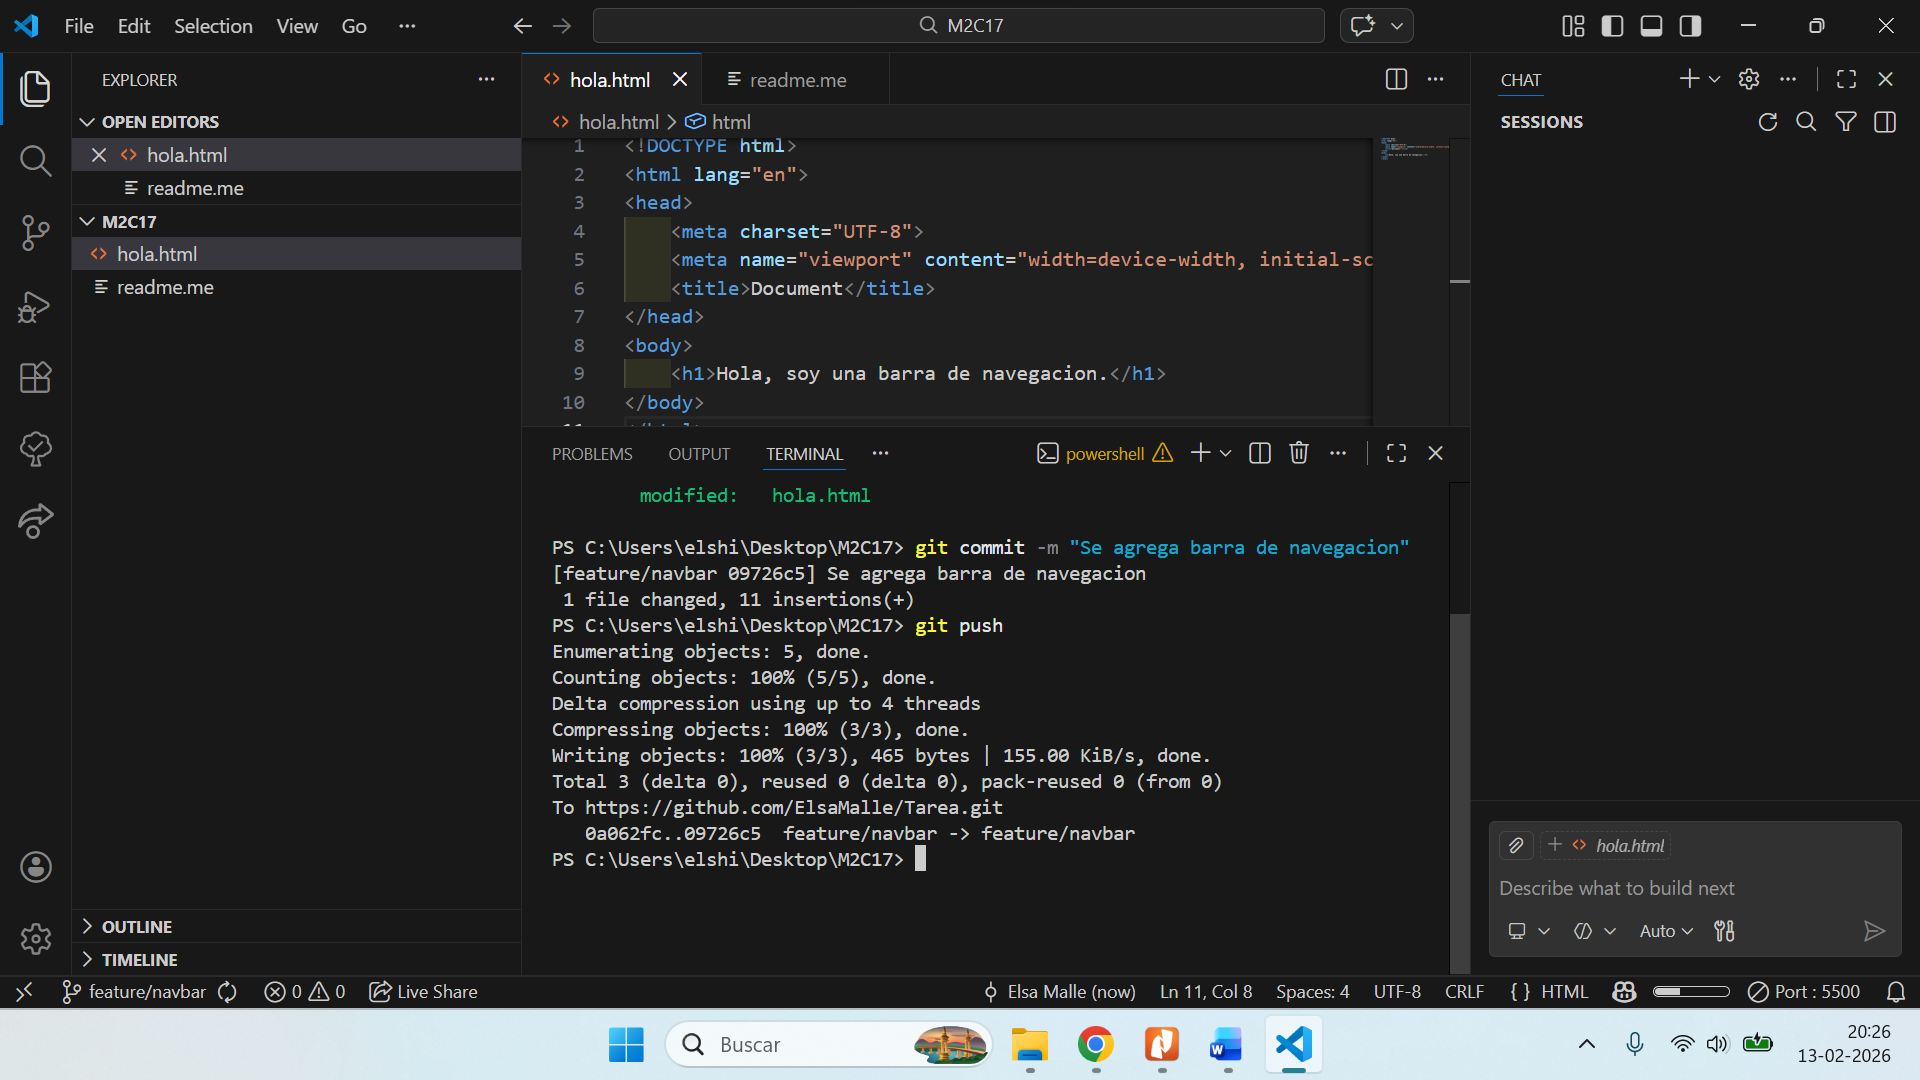 File Edit Selection View Go ···
M2C17
EXPLORER
OPEN EDITORS
hola.html
readme.me
M2C17
hola.html
readme.me
OUTLINE
TIMELINE
hola.html
readme.me
hola.html > html
1 <!DOCTYPE html>
2 <html lang="en">
3 <head>
4 <meta charset="UTF-8">
5 <meta name="viewport" content="width=device-width, initial-sc
6 <title>Document</title>
7 </head>
8 <body>
9 <h1>Hola, soy una barra de navegacion.</h1>
10 </body>
PROBLEMS OUTPUT TERMINAL ···
powershell
modified: hola.html
PS C:\Users\elshi\Desktop\M2C17> git commit -m "Se agrega barra de navegacion"
[feature/navbar 09726c5] Se agrega barra de navegacion
1 file changed, 11 insertions(+)
PS C:\Users\elshi\Desktop\M2C17> git push
Enumerating objects: 5, done.
Counting objects: 100% (5/5), done.
Delta compression using up to 4 threads
Compressing objects: 100% (3/3), done.
Writing objects: 100% (3/3), 465 bytes | 155.00 KiB/s, done.
Total 3 (delta 0), reused 0 (delta 0), pack-reused 0 (from 0)
To https://github.com/ElsaMalle/Tarea.git
0a062fc..09726c5 feature/navbar -> feature/navbar
PS C:\Users\elshi\Desktop\M2C17>
CHAT
SESSIONS
hola.html
Describe what to build next
Auto
feature/navbar 0 0 Live Share
Elsa Malle (now) Ln 11, Col 8 Spaces: 4 UTF-8 CRLF { } HTML Port : 5500
Buscar
20:26
13-02-2026